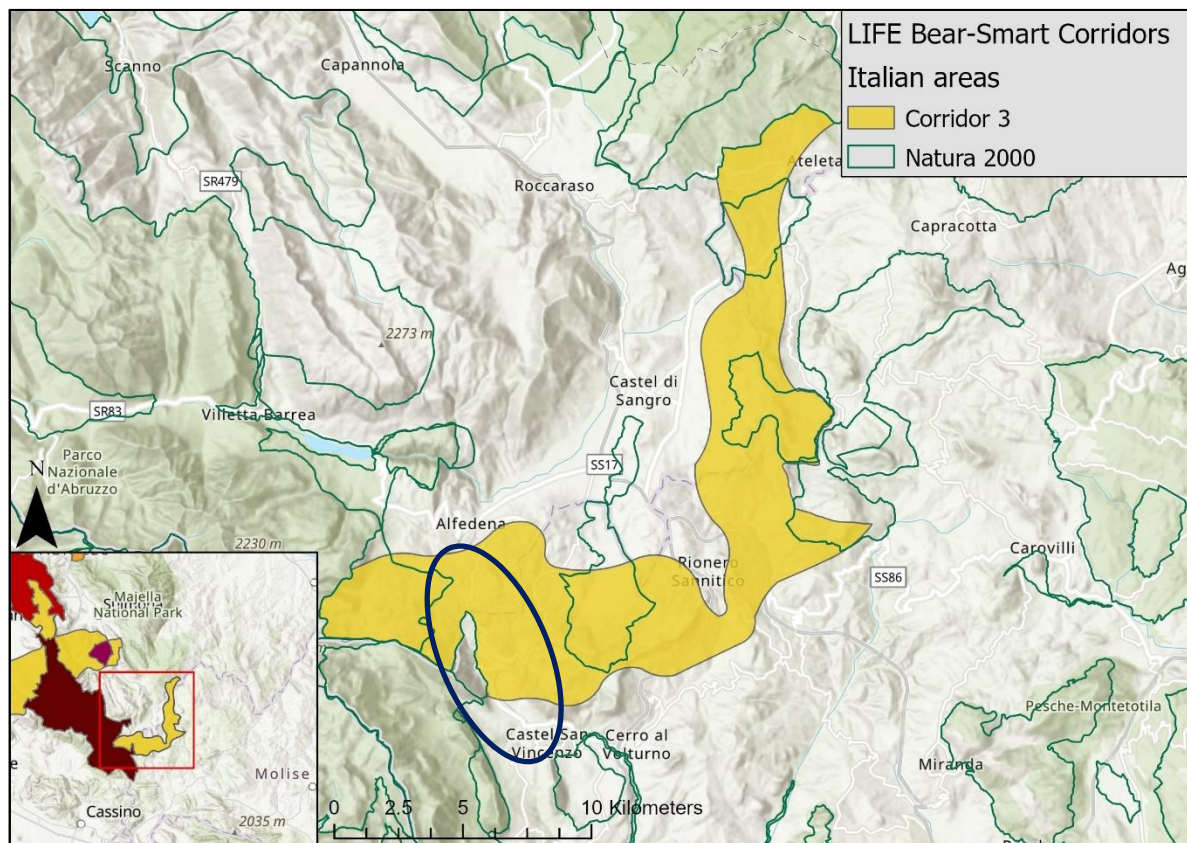 LIFE Bear-Smart Corridors
Italian areas
Corridor 3
Natura 2000
Scanno
Capannola
SR479
Roccaraso
Ateleta
Capracotta
2273 m
Castel di
Sangro
SR83
Villetta Barrea
Parco
Nazionale
d'Abruzzo
N
SS17
2230 m
Alfedena
Rionero
Sannitico
SS86
Carovilli
Majella
National Park
Castel San
Vincenzo
Cerro al
Volturno
Pesche-Montetotila
Miranda
Molise
Cassino
2035 m
0 2.5 5 10 Kilometers